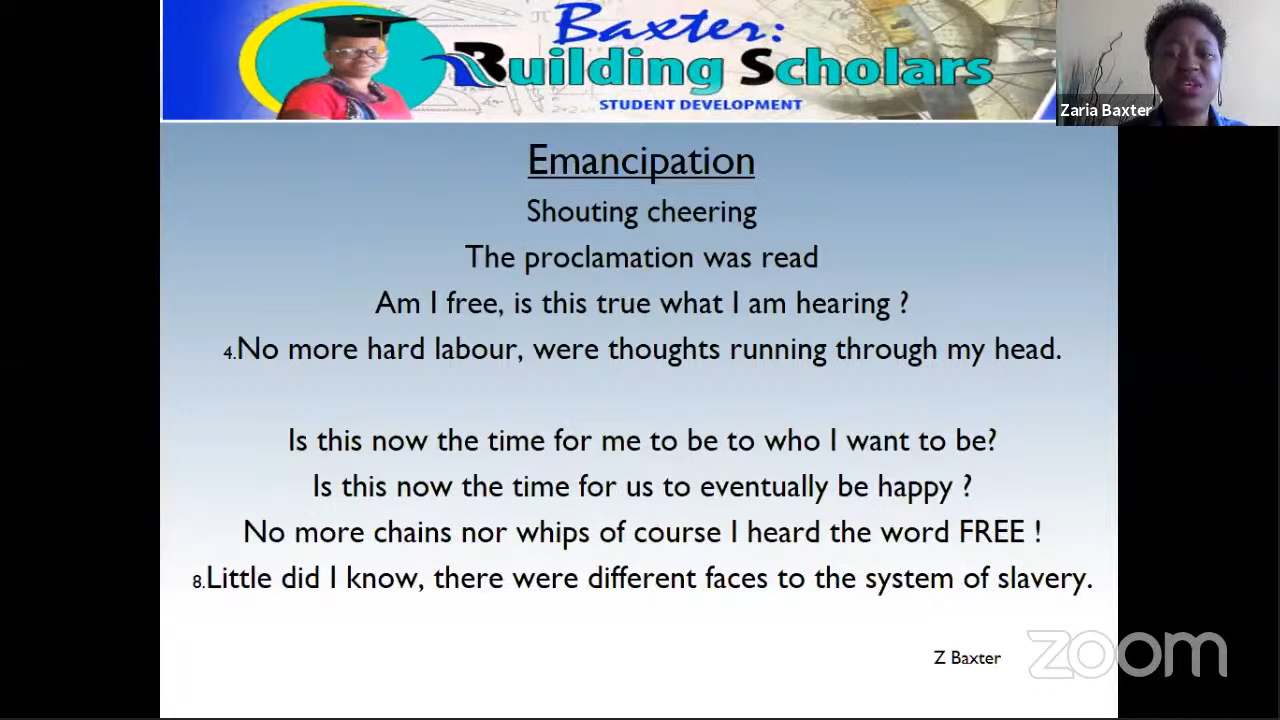 Baxter:
Building Scholars
STUDENT DEVELOPMENT
Zaria Baxter
Emancipation
Shouting cheering
The proclamation was read
Am I free, is this true what I am hearing ?
4.No more hard labour, were thoughts running through my head.
Is this now the time for me to be to who I want to be?
Is this now the time for us to eventually be happy ?
No more chains nor whips of course I heard the word FREE !
8.Little did I know, there were different faces to the system of slavery.
Z Baxter
zoom